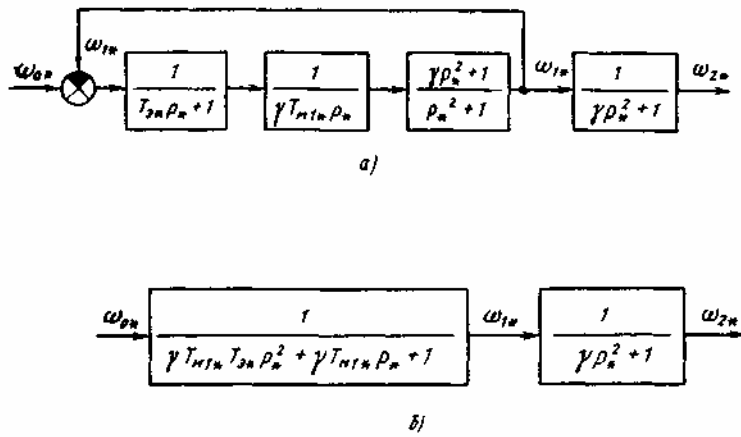 ω₁*
ω₀* 1 / (Tэ* p* + 1) 1 / (γ Tм1* p*) (γ p*² + 1) / (p*² + 1) ω₁* 1 / (γ p*² + 1) ω₂*
а)
ω₀* 1 / (γ Tм1* Tэ* p*² + γ Tм1* p* + 1) ω₁* 1 / (γ p*² + 1) ω₂*
б)